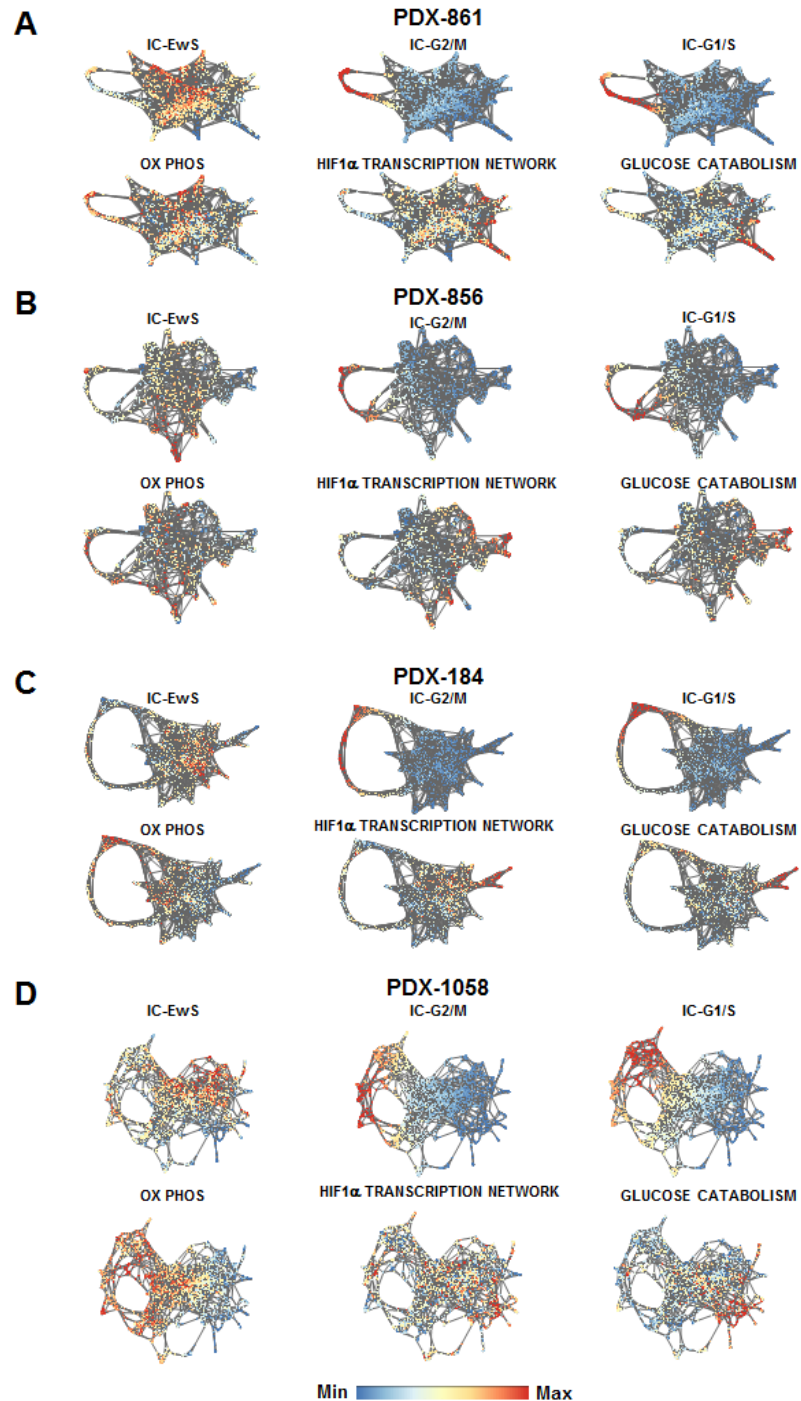 A
PDX-861
IC-EwS
IC-G2/M
IC-G1/S
OX PHOS
HIF1α TRANSCRIPTION NETWORK
GLUCOSE CATABOLISM
B
PDX-856
IC-EwS
IC-G2/M
IC-G1/S
OX PHOS
HIF1α TRANSCRIPTION NETWORK
GLUCOSE CATABOLISM
C
PDX-184
IC-EwS
IC-G2/M
IC-G1/S
OX PHOS
HIF1α TRANSCRIPTION NETWORK
GLUCOSE CATABOLISM
D
PDX-1058
IC-EwS
IC-G2/M
IC-G1/S
OX PHOS
HIF1α TRANSCRIPTION NETWORK
GLUCOSE CATABOLISM
Min Max